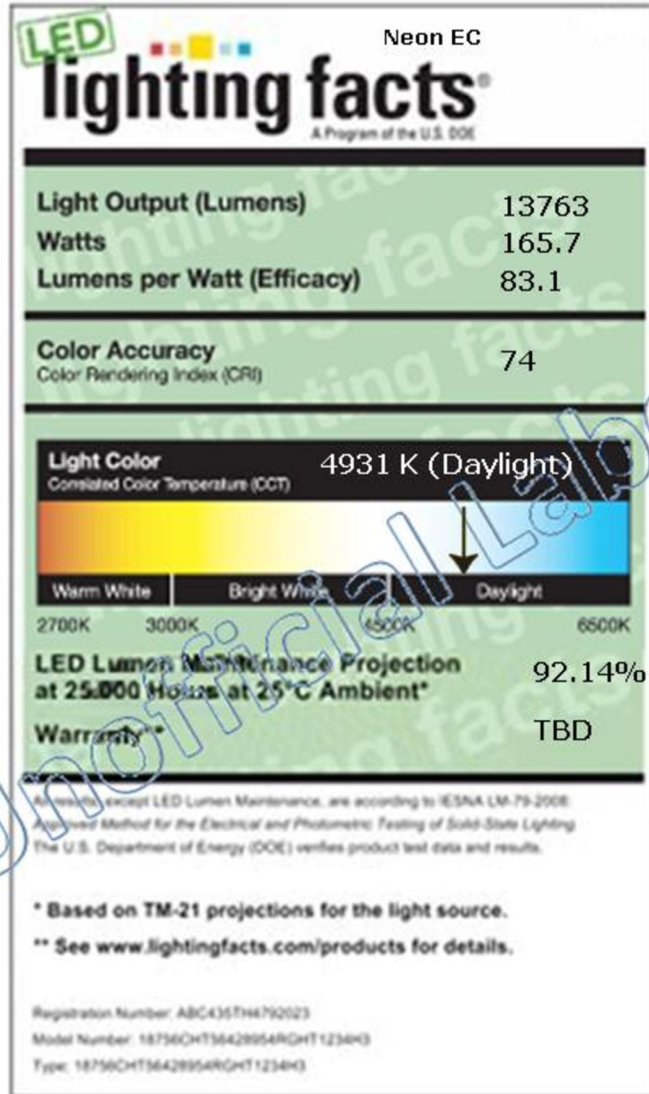 LED
Neon EC
lighting facts®
A Program of the U.S. DOE
Light Output (Lumens) 13763
Watts 165.7
Lumens per Watt (Efficacy) 83.1
Color Accuracy
Color Rendering Index (CRI) 74
Light Color 4931 K (Daylight)
Correlated Color Temperature (CCT)
Warm White Bright White Daylight
2700K 3000K 4500K 6500K
LED Lumen Maintenance Projection
at 25,000 Hours at 25°C Ambient* 92.14%
Warranty** TBD
All results, except LED Lumen Maintenance, are according to IESNA LM-79-2008:
Approved Method for the Electrical and Photometric Testing of Solid-State Lighting.
The U.S. Department of Energy (DOE) verifies product test data and results.
* Based on TM-21 projections for the light source.
** See www.lightingfacts.com/products for details.
Registration Number: ABC435TH4792023
Model Number: 18756CHT56428954RGHT1234H3
Type: 18756CHT56428954RGHT1234H3
Unofficial Lab